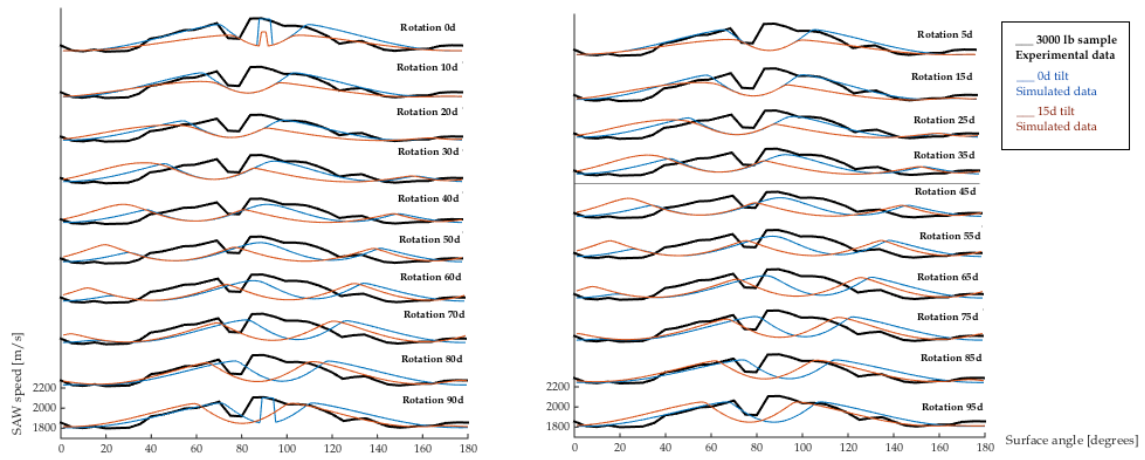 Rotation 0d
Rotation 10d
Rotation 20d
Rotation 30d
Rotation 40d
Rotation 50d
Rotation 60d
Rotation 70d
Rotation 80d
Rotation 90d
SAW speed [m/s]
2200
2000
1800
0 20 40 60 80 100 120 140 160 180
Rotation 5d
Rotation 15d
Rotation 25d
Rotation 35d
Rotation 45d
Rotation 55d
Rotation 65d
Rotation 75d
Rotation 85d
Rotation 95d
2200
2000
1800
0 20 40 60 80 100 120 140 160 180
Surface angle [degrees]
3000 lb sample
Experimental data
0d tilt
Simulated data
15d tilt
Simulated data